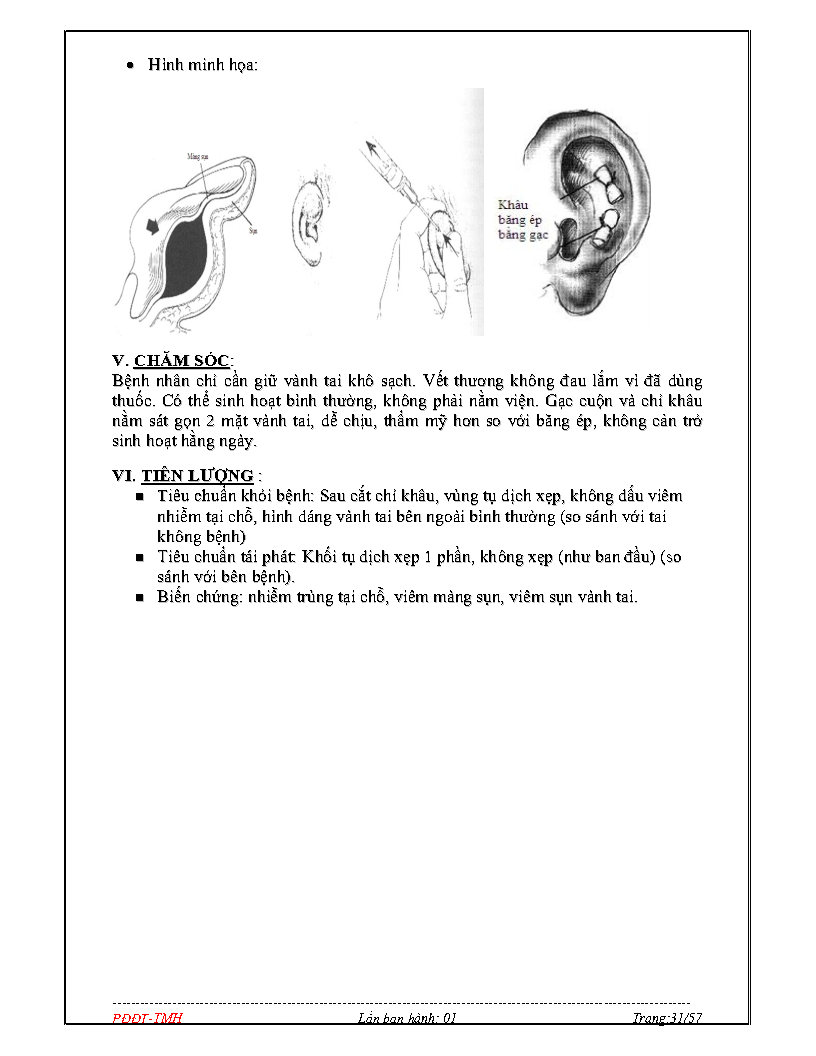 • Hình minh họa:
Màng sụn
Sụn
Khâu
băng ép
bằng gạc
V. CHĂM SÓC:
Bệnh nhân chỉ cần giữ vành tai khô sạch. Vết thương không đau lắm vì đã dùng
thuốc. Có thể sinh hoạt bình thường, không phải nằm viện. Gạc cuộn và chỉ khâu
nằm sát gọn 2 mặt vành tai, dễ chịu, thẩm mỹ hơn so với băng ép, không cản trở
sinh hoạt hằng ngày.
VI. TIÊN LƯỢNG :
■ Tiêu chuẩn khỏi bệnh: Sau cắt chỉ khâu, vùng tụ dịch xẹp, không dấu viêm
nhiễm tại chỗ, hình dáng vành tai bên ngoài bình thường (so sánh với tai
không bệnh)
■ Tiêu chuẩn tái phát: Khối tụ dịch xẹp 1 phần, không xẹp (như ban đầu) (so
sánh với bên bệnh).
■ Biến chứng: nhiễm trùng tại chỗ, viêm màng sụn, viêm sụn vành tai.
PĐĐT-TMH Lần ban hành: 01 Trang:31/57